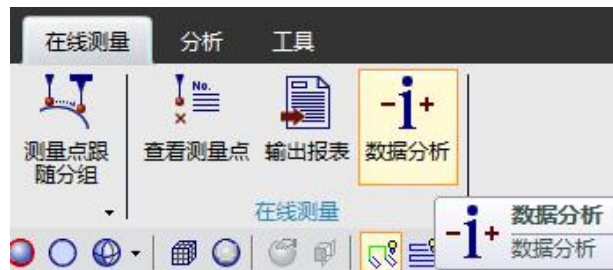 在线测量 分析 工具
No.
-i+
测量点跟
随分组
查看测量点 输出报表 数据分析
在线测量
-i+ 数据分析
数据分析